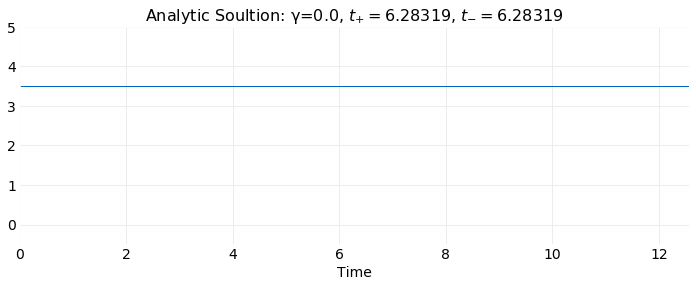 Analytic Soultion: γ=0.0, t₊ = 6.28319, t₋ = 6.28319
5
4
3
2
1
0
0 2 4 6 8 10 12
Time